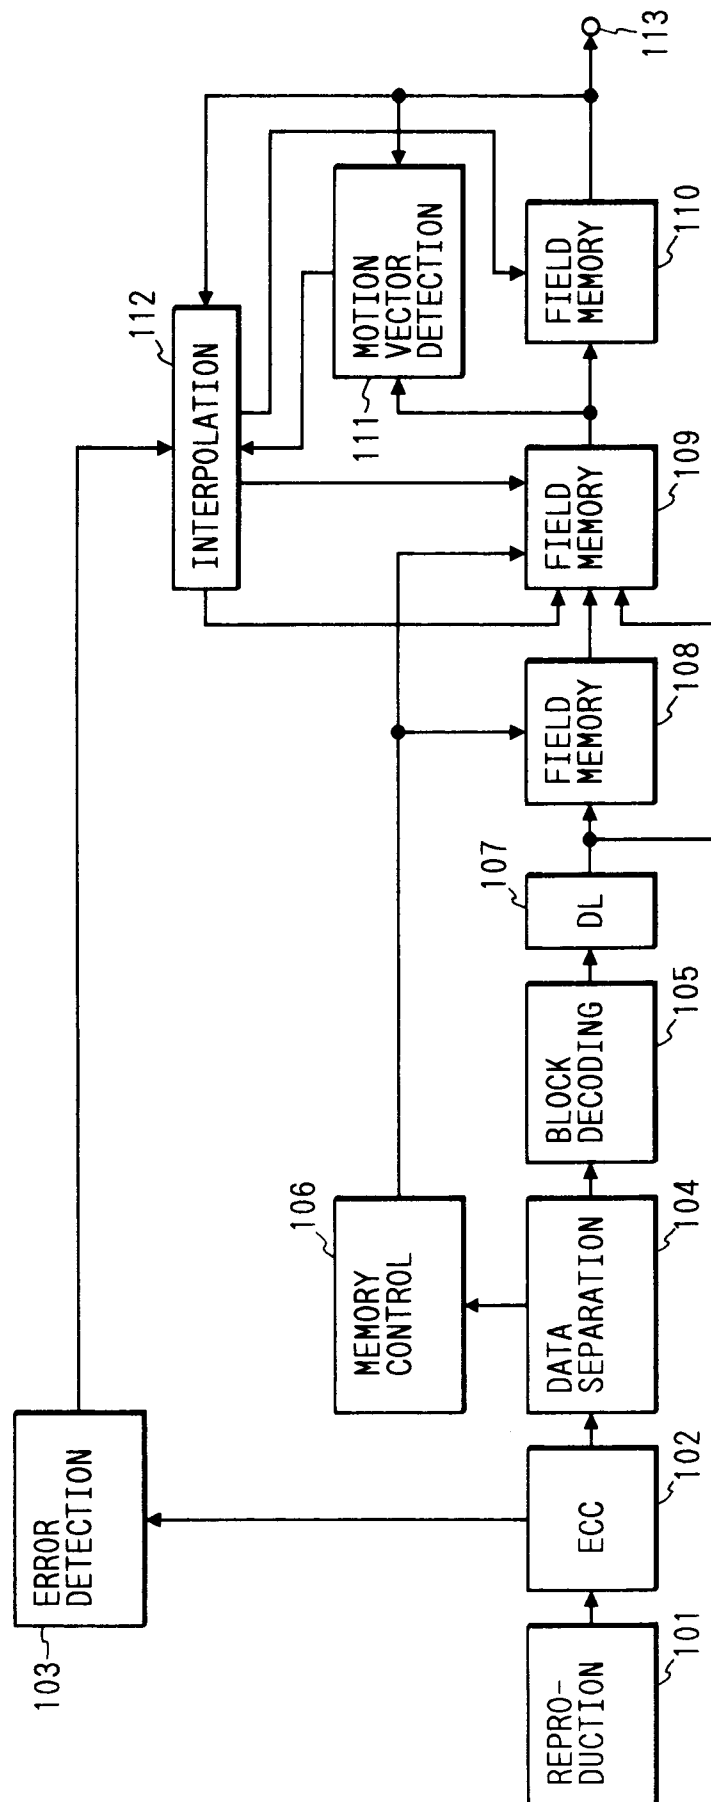 REPRO-
DUCTION
101
ECC
102
ERROR
DETECTION
103
DATA
SEPARATION
104
MEMORY
CONTROL
106
BLOCK
DECODING
105
DL
107
FIELD
MEMORY
108
FIELD
MEMORY
109
INTERPOLATION
112
MOTION
VECTOR
DETECTION
111
FIELD
MEMORY
110
113